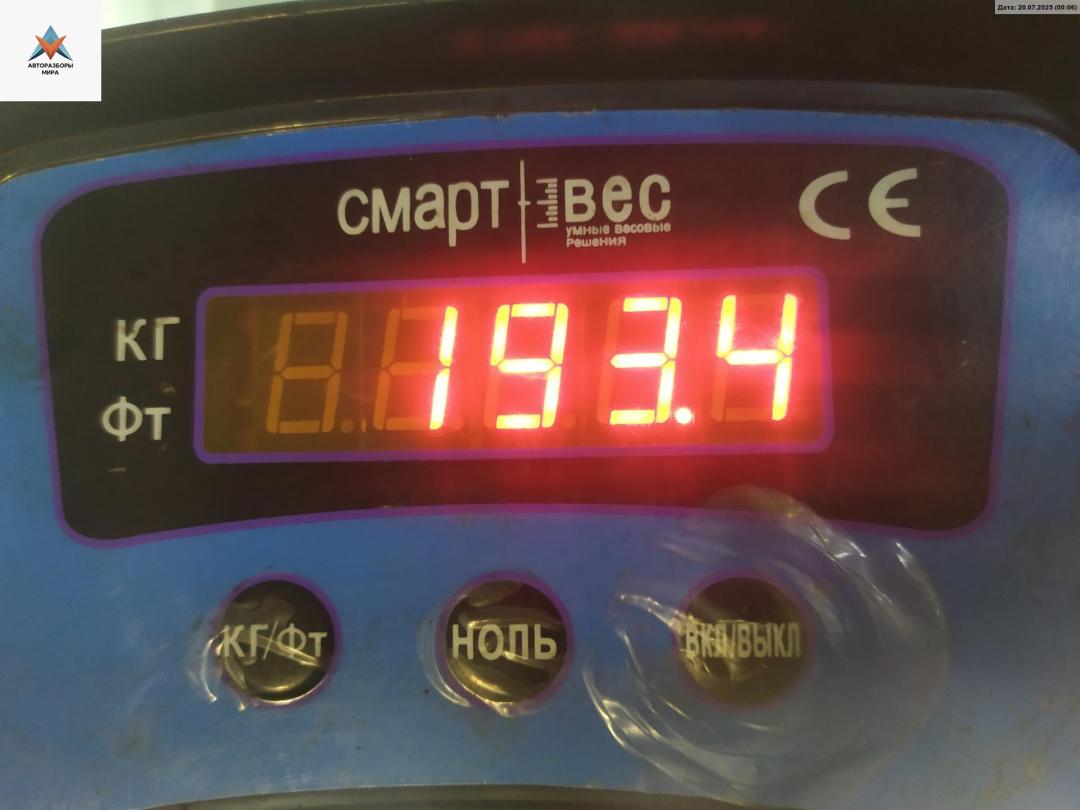 АВТОРАЗБОРЫ
МИРА
Дата: 29.07.2025 (00:06)
смарт вес
умные весовые
решения
CE
КГ
ФТ
193.4
КГ/ФТ
НОЛЬ
ВКЛ/ВЫКЛ